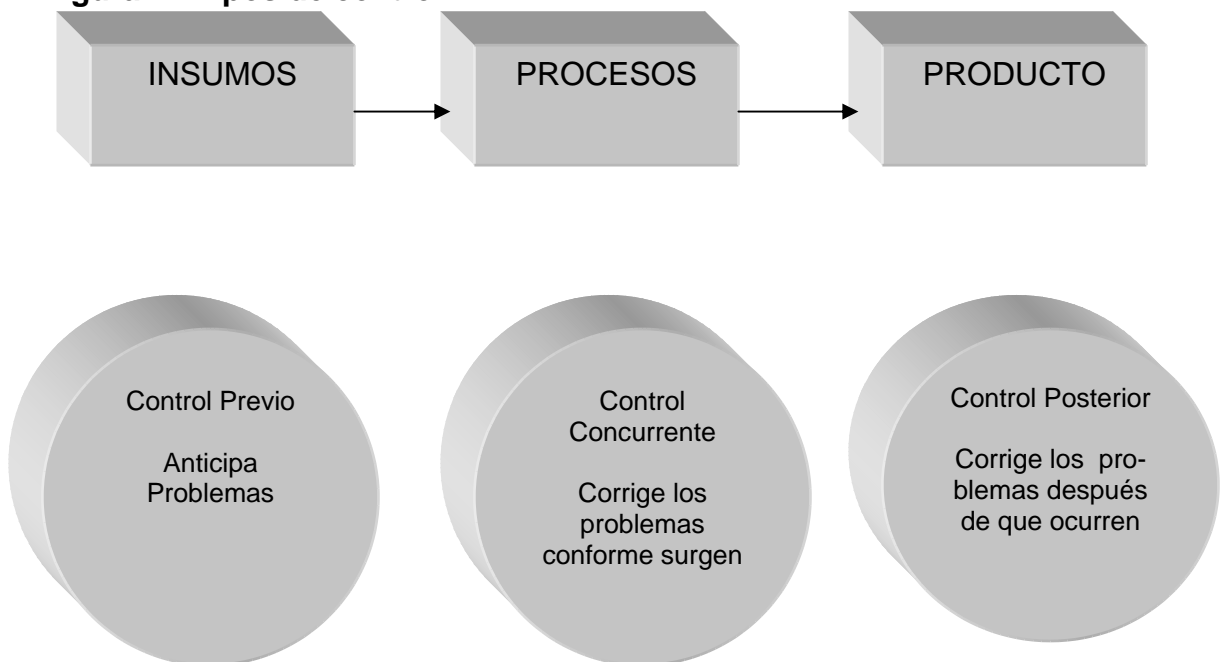 INSUMOS
PROCESOS
PRODUCTO
Control Previo
Anticipa
Problemas
Control
Concurrente
Corrige los
problemas
conforme surgen
Control Posterior
Corrige los pro-
blemas después
de que ocurren